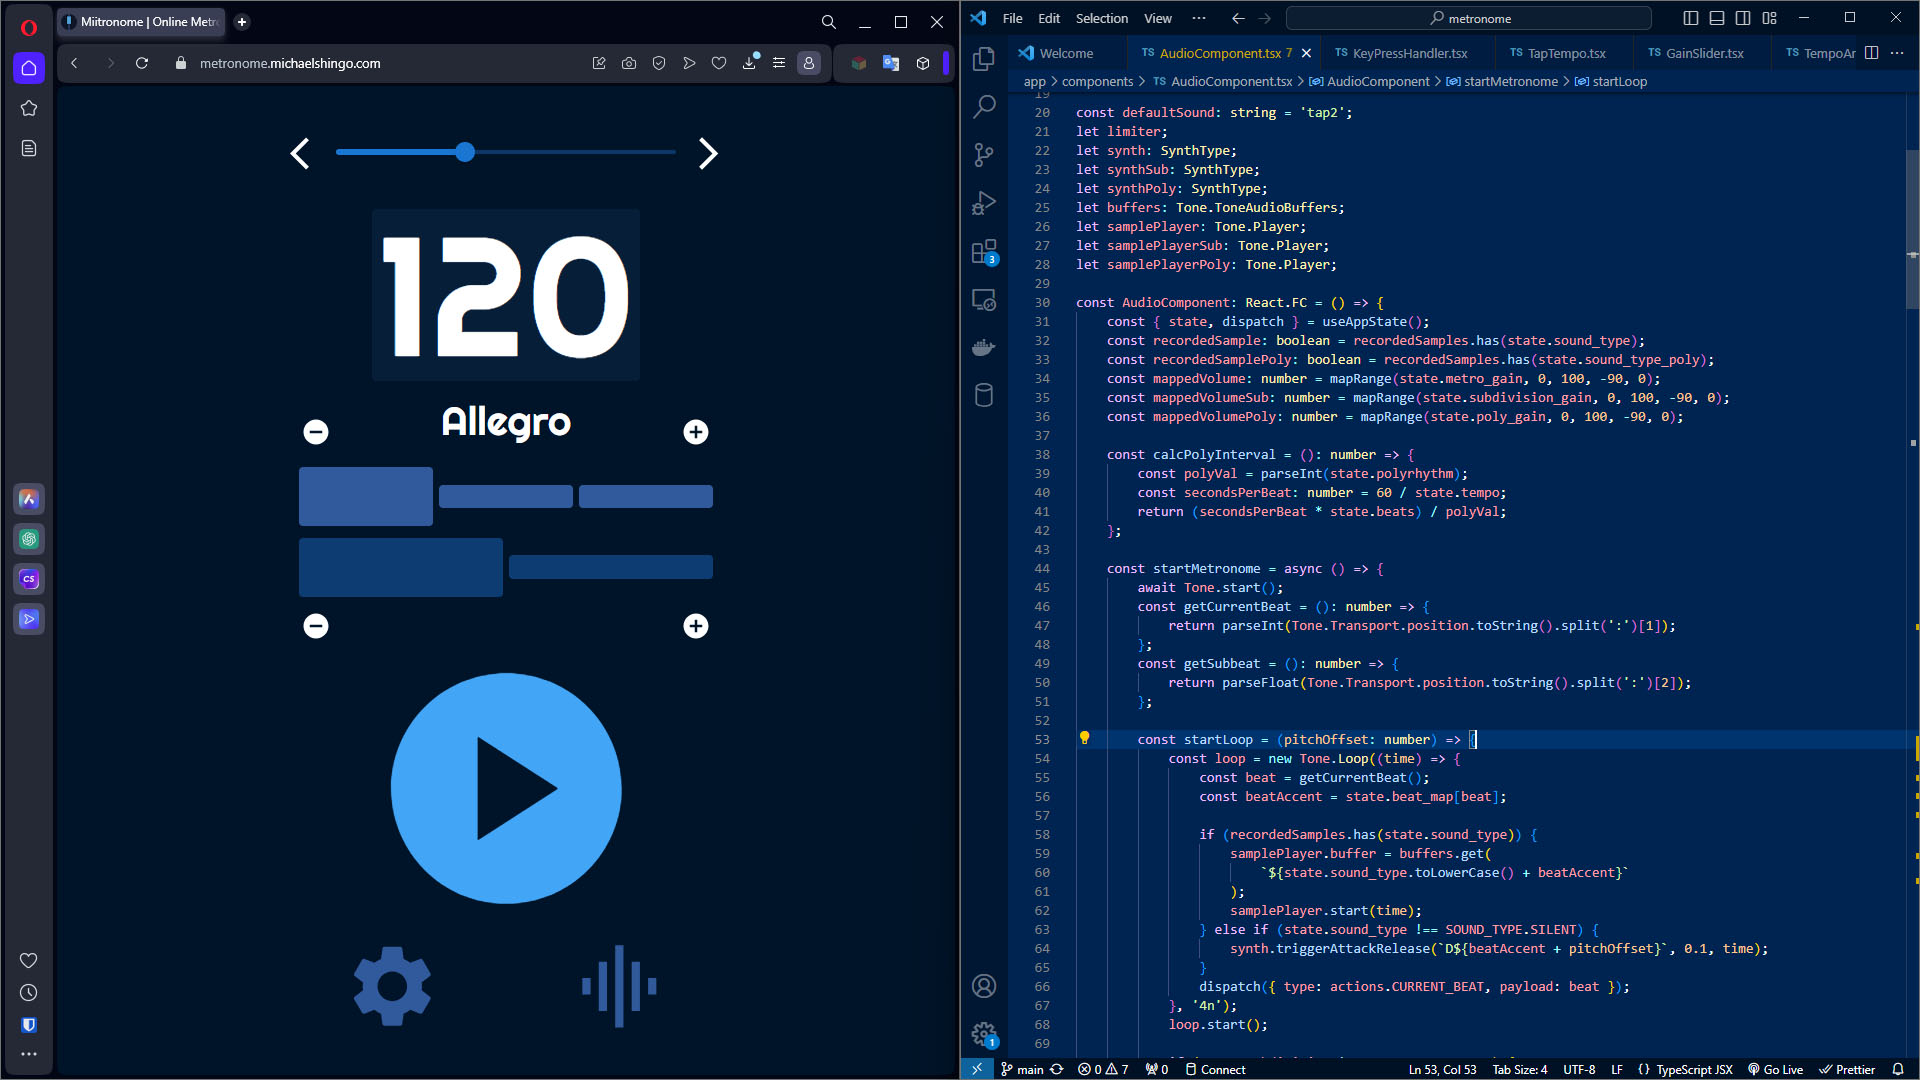 Miitronome | Online Metr
metronome.michaelshingo.com
120
Allegro
CS
File Edit Selection View
metronome
Welcome
TS AudioComponent.tsx 7
TS KeyPressHandler.tsx
TS TapTempo.tsx
TS GainSlider.tsx
TS TempoAr
app > components > TS AudioComponent.tsx > AudioComponent > startMetronome > startLoop
19
20 const defaultSound: string = 'tap2';
21 let limiter;
22 let synth: SynthType;
23 let synthSub: SynthType;
24 let synthPoly: SynthType;
25 let buffers: Tone.ToneAudioBuffers;
26 let samplePlayer: Tone.Player;
27 let samplePlayerSub: Tone.Player;
28 let samplePlayerPoly: Tone.Player;
29
30 const AudioComponent: React.FC = () => {
31 const { state, dispatch } = useAppState();
32 const recordedSample: boolean = recordedSamples.has(state.sound_type);
33 const recordedSamplePoly: boolean = recordedSamples.has(state.sound_type_poly);
34 const mappedVolume: number = mapRange(state.metro_gain, 0, 100, -90, 0);
35 const mappedVolumeSub: number = mapRange(state.subdivision_gain, 0, 100, -90, 0);
36 const mappedVolumePoly: number = mapRange(state.poly_gain, 0, 100, -90, 0);
37
38 const calcPolyInterval = (): number => {
39 const polyVal = parseInt(state.polyrhythm);
40 const secondsPerBeat: number = 60 / state.tempo;
41 return (secondsPerBeat * state.beats) / polyVal;
42 };
43
44 const startMetronome = async () => {
45 await Tone.start();
46 const getCurrentBeat = (): number => {
47 return parseInt(Tone.Transport.position.toString().split(':')[1]);
48 };
49 const getSubbeat = (): number => {
50 return parseFloat(Tone.Transport.position.toString().split(':')[2]);
51 };
52
53 const startLoop = (pitchOffset: number) => {
54 const loop = new Tone.Loop((time) => {
55 const beat = getCurrentBeat();
56 const beatAccent = state.beat_map[beat];
57
58 if (recordedSamples.has(state.sound_type)) {
59 samplePlayer.buffer = buffers.get(
60 `${state.sound_type.toLowerCase() + beatAccent}`
61 );
62 samplePlayer.start(time);
63 } else if (state.sound_type !== SOUND_TYPE.SILENT) {
64 synth.triggerAttackRelease(`D${beatAccent + pitchOffset}`, 0.1, time);
65 }
66 dispatch({ type: actions.CURRENT_BEAT, payload: beat });
67 }, '4n');
68 loop.start();
69
3
1
main 0 7 0 Connect
Ln 53, Col 53 Tab Size: 4 UTF-8 LF {} TypeScript JSX Go Live Prettier